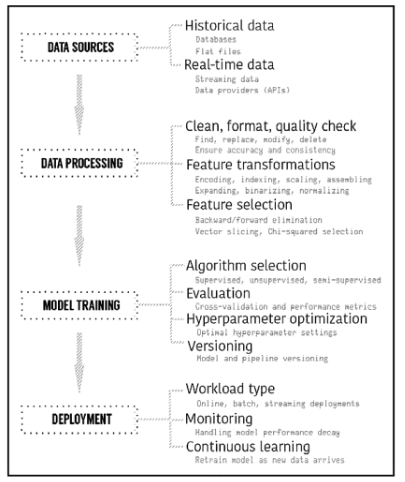 DATA SOURCES
Historical data
Databases
Flat files
Real-time data
Streaming data
Data providers (APIs)
DATA PROCESSING
Clean, format, quality check
Find, replace, modify, delete
Ensure accuracy and consistency
Feature transformations
Encoding, indexing, scaling, assembling
Expanding, binarizing, normalizing
Feature selection
Backward/forward elimination
Vector slicing, Chi-squared selection
MODEL TRAINING
Algorithm selection
Supervised, unsupervised, semi-supervised
Evaluation
Cross-validation and performance metrics
Hyperparameter optimization
Optimal hyperparameter settings
Versioning
Model and pipeline versioning
DEPLOYMENT
Workload type
Online, batch, streaming deployments
Monitoring
Handling model performance decay
Continuous learning
Retrain model as new data arrives